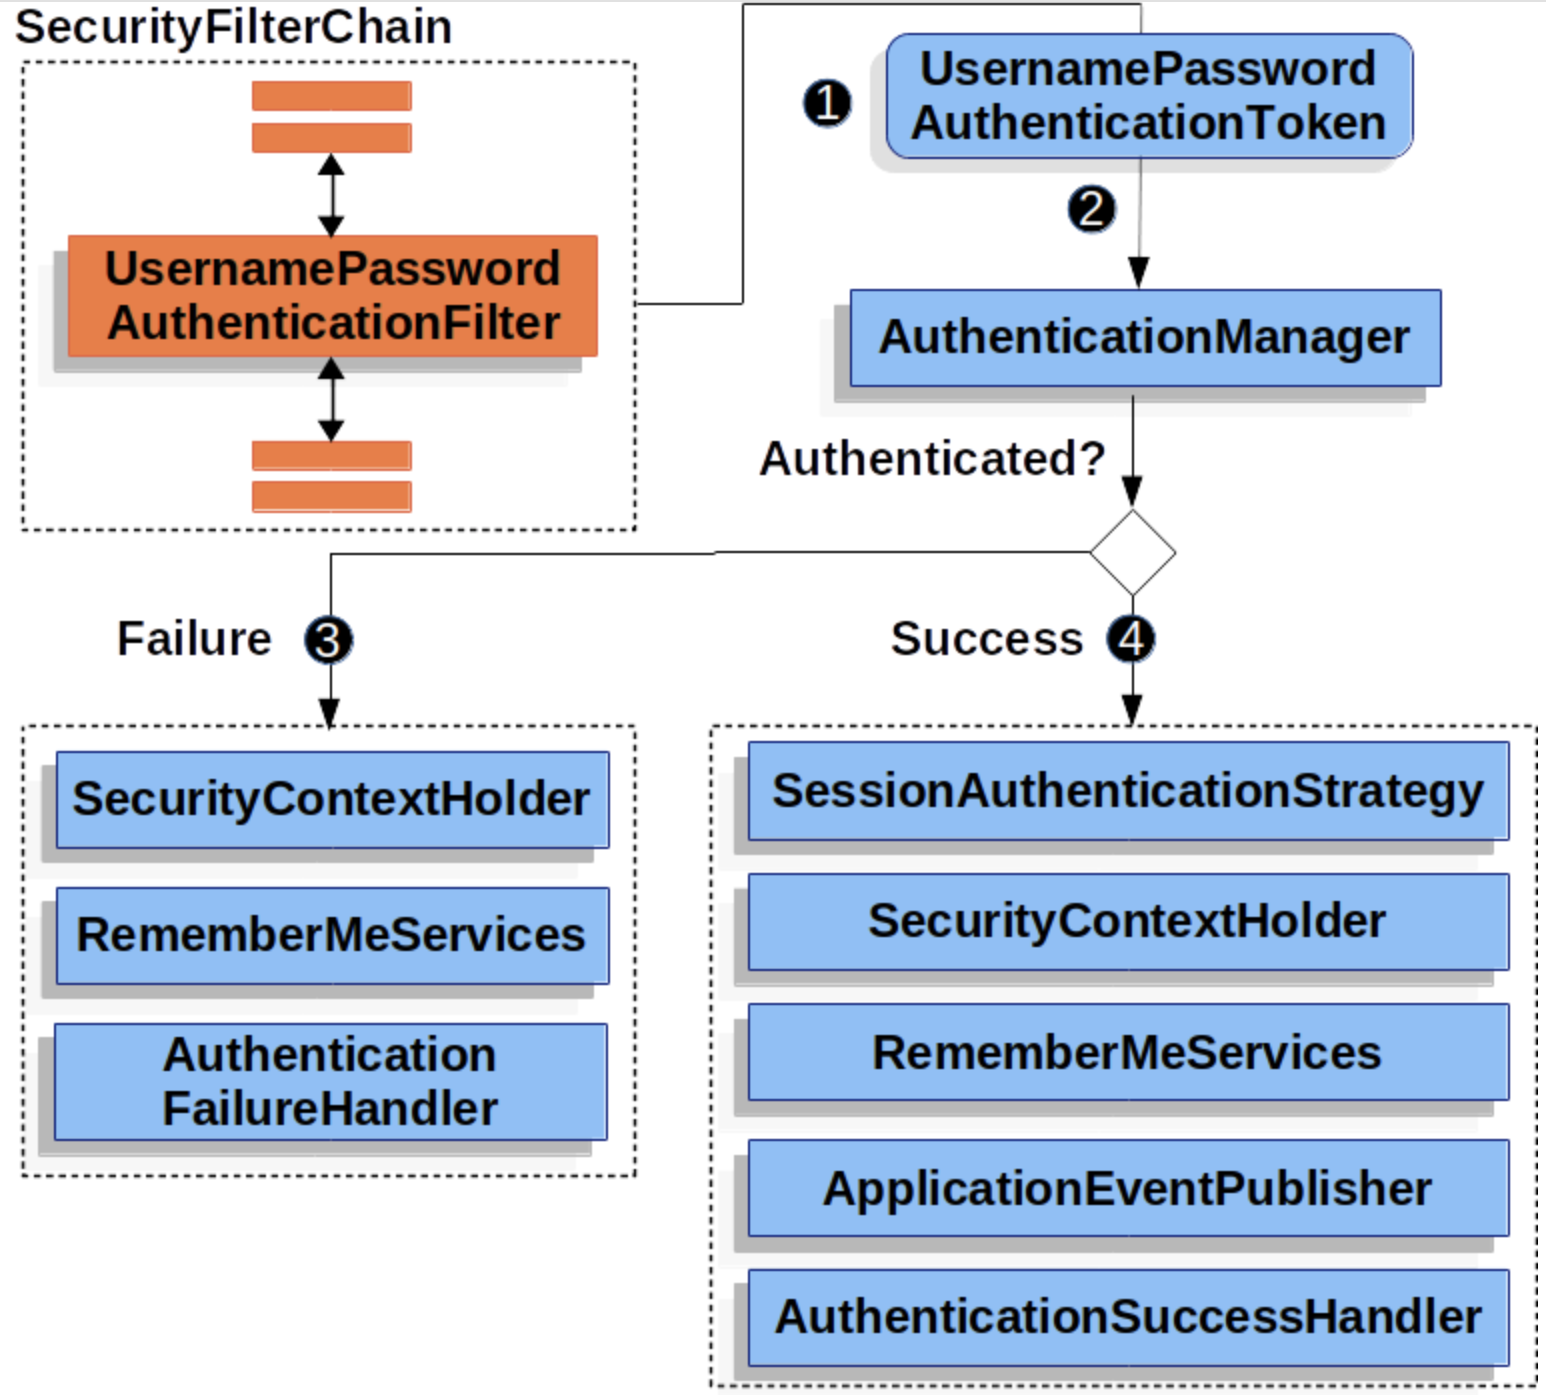 SecurityFilterChain
UsernamePassword
AuthenticationFilter
1
UsernamePassword
AuthenticationToken
2
AuthenticationManager
Authenticated?
Failure 3
Success 4
SecurityContextHolder
RememberMeServices
Authentication
FailureHandler
SessionAuthenticationStrategy
SecurityContextHolder
RememberMeServices
ApplicationEventPublisher
AuthenticationSuccessHandler